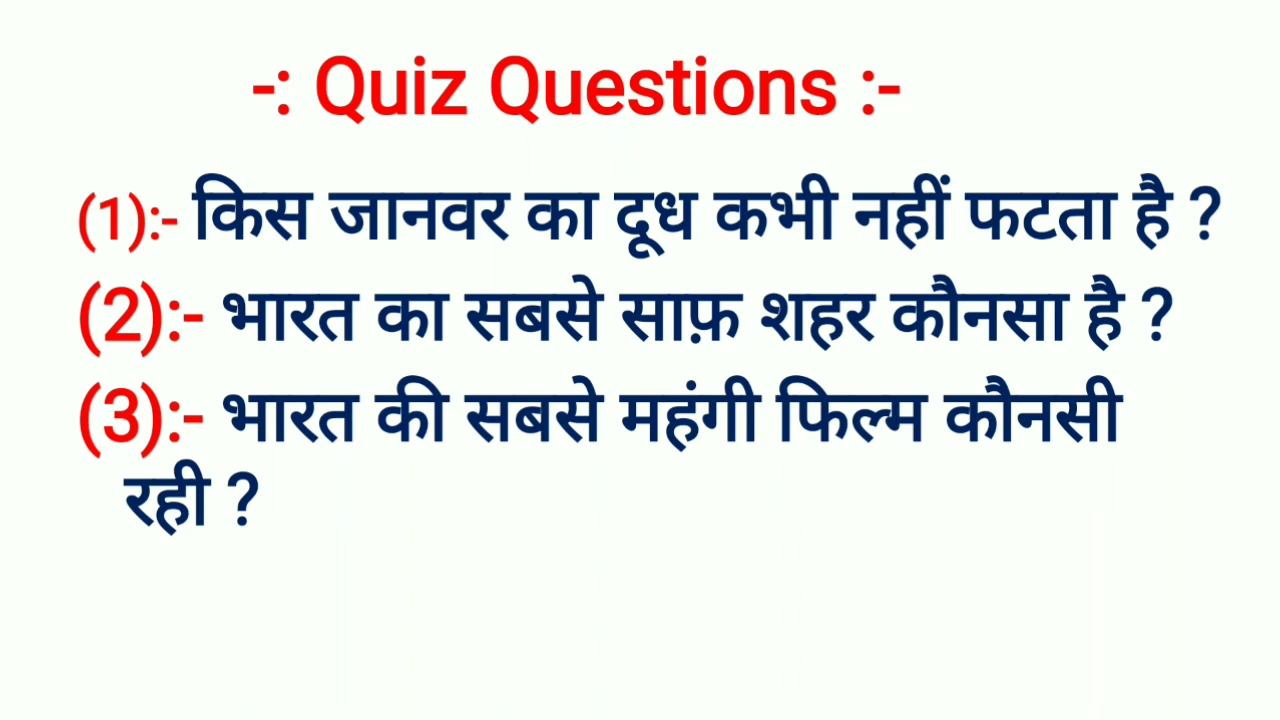 -: Quiz Questions :-
(1):- किस जानवर का दूध कभी नहीं फटता है ?
(2):- भारत का सबसे साफ़ शहर कौनसा है ?
(3):- भारत की सबसे महंगी फिल्म कौनसी
रही ?